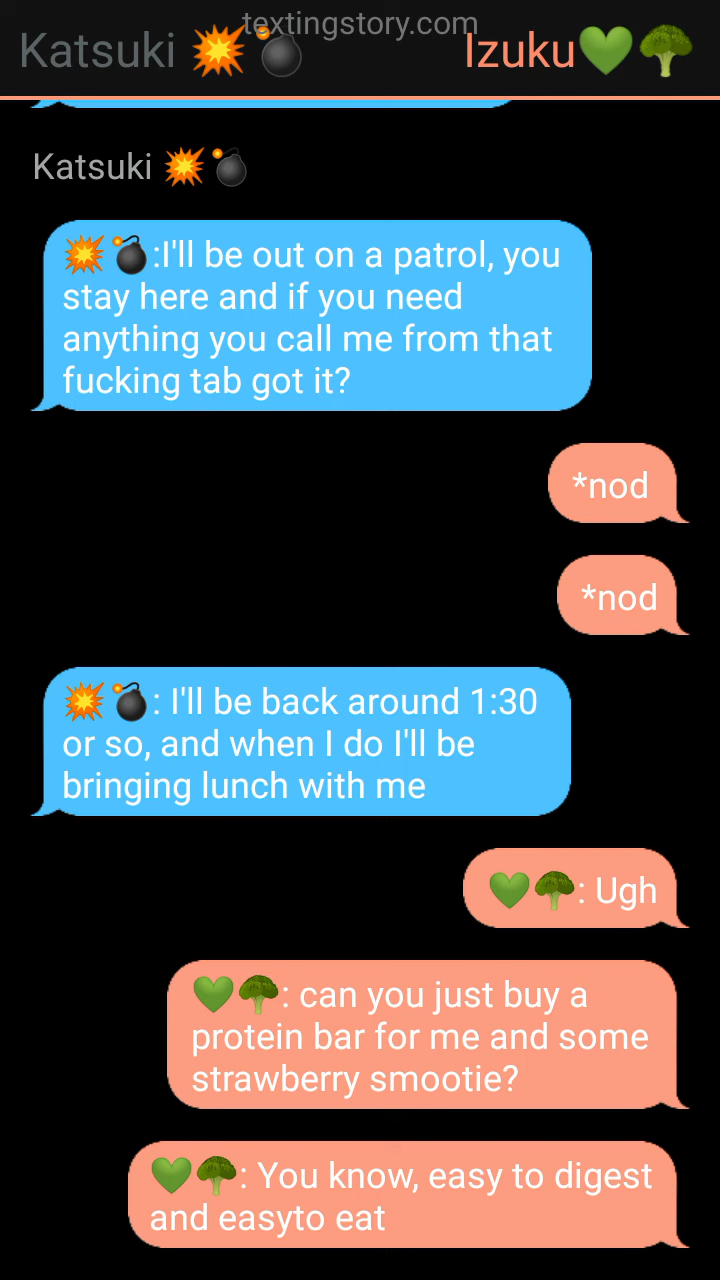 textingstory.com
Katsuki 💥💣 Izuku💚🥦
Katsuki 💥💣
💥💣:I'll be out on a patrol, you
stay here and if you need
anything you call me from that
fucking tab got it?
*nod
*nod
💥💣: I'll be back around 1:30
or so, and when I do I'll be
bringing lunch with me
💚🥦: Ugh
💚🥦: can you just buy a
protein bar for me and some
strawberry smootie?
💚🥦: You know, easy to digest
and easyto eat